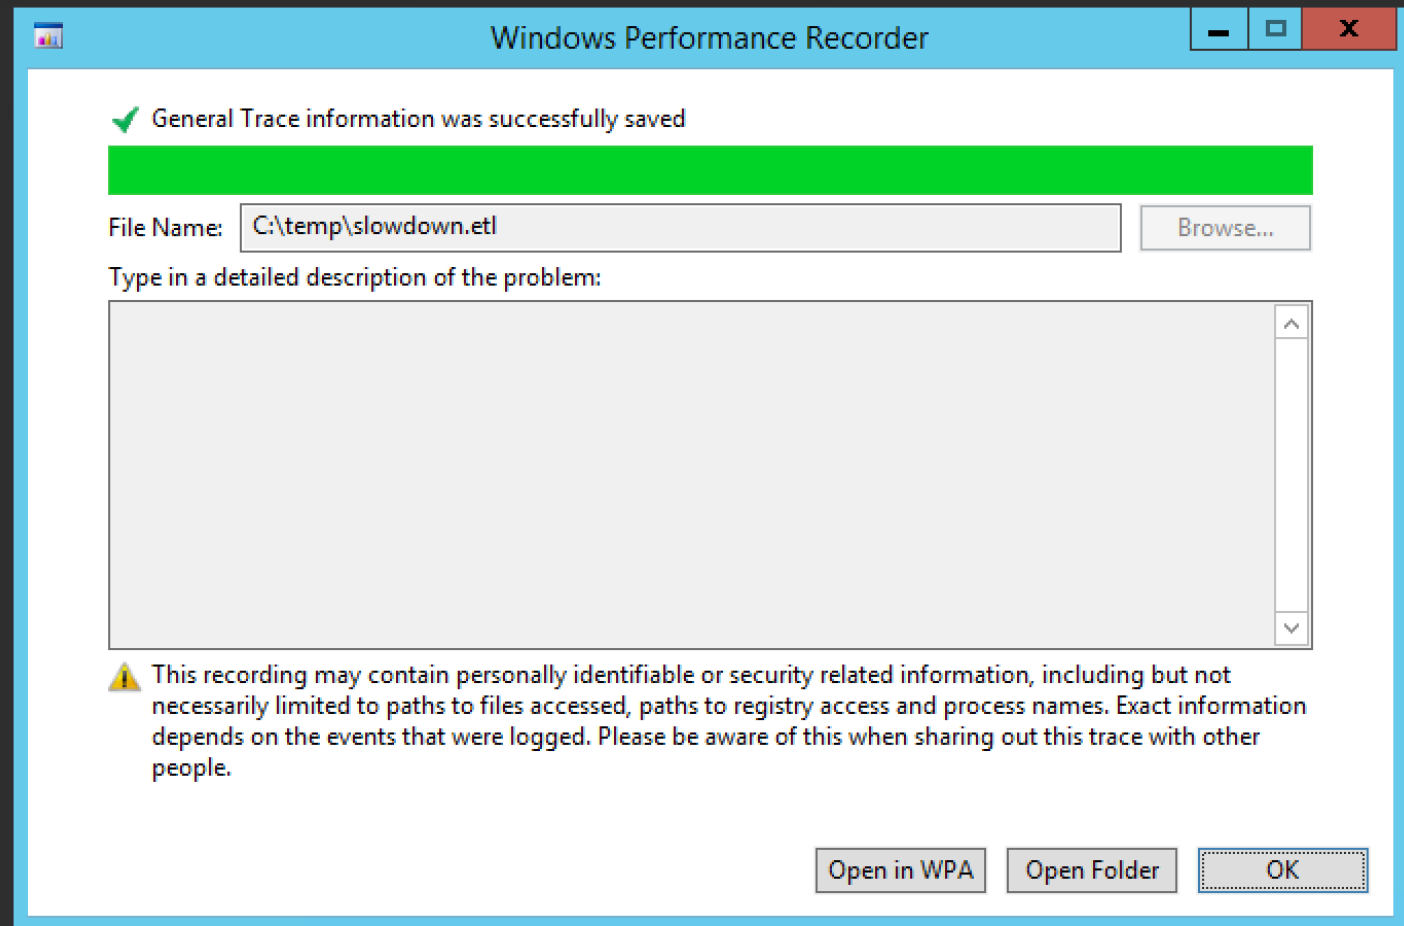 Windows Performance Recorder
X
General Trace information was successfully saved
File Name: C:\temp\slowdown.etl Browse...
Type in a detailed description of the problem:
This recording may contain personally identifiable or security related information, including but not
necessarily limited to paths to files accessed, paths to registry access and process names. Exact information
depends on the events that were logged. Please be aware of this when sharing out this trace with other
people.
Open in WPA Open Folder OK